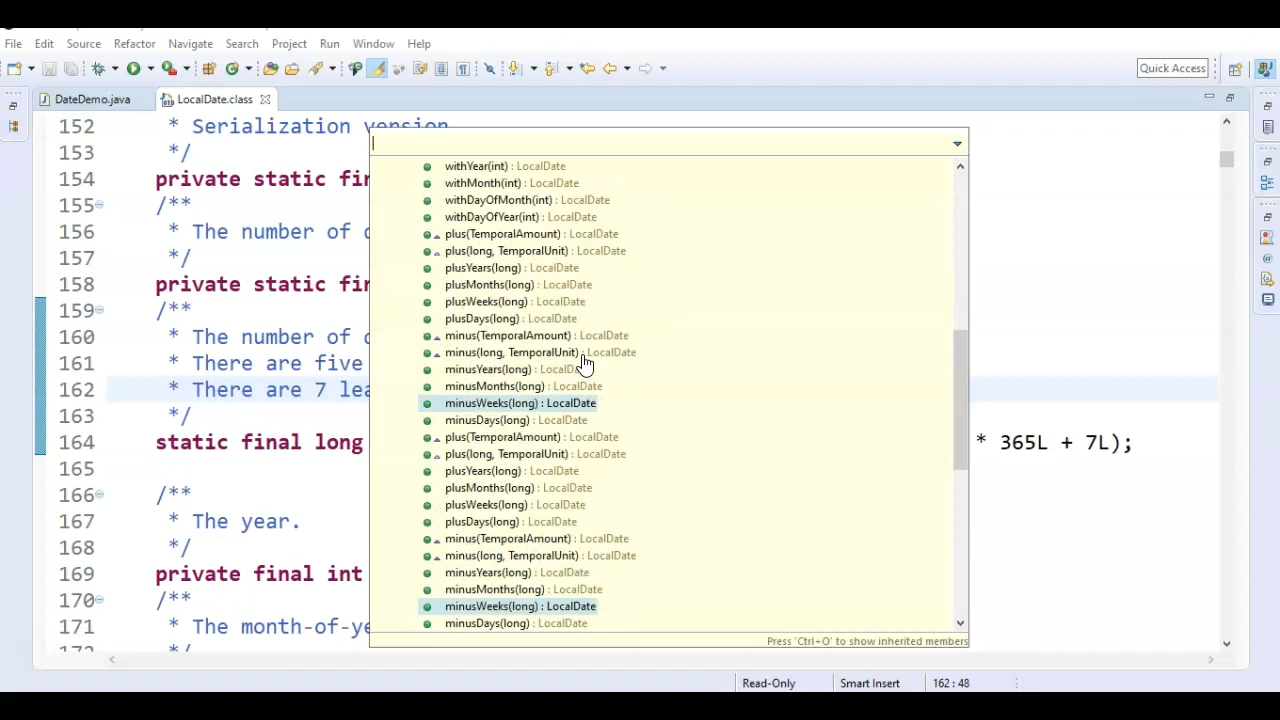 File Edit Source Refactor Navigate Search Project Run Window Help
Quick Access
DateDemo.java LocalDate.class
152 * Serialization version
153 */
154 private static fin
155 /**
156 * The number of
157 */
158 private static fin
159 /**
160 * The number of
161 * There are five
162 * There are 7 lea
163 */
164 static final long * 365L + 7L);
165
166 /**
167 * The year.
168 */
169 private final int
170 /**
171 * The month-of-ye
withYear(int) : LocalDate
withMonth(int) : LocalDate
withDayOfMonth(int) : LocalDate
withDayOfYear(int) : LocalDate
plus(TemporalAmount) : LocalDate
plus(long, TemporalUnit) : LocalDate
plusYears(long) : LocalDate
plusMonths(long) : LocalDate
plusWeeks(long) : LocalDate
plusDays(long) : LocalDate
minus(TemporalAmount) : LocalDate
minus(long, TemporalUnit) : LocalDate
minusYears(long) : LocalDa
minusMonths(long) : LocalDate
minusWeeks(long) : LocalDate
minusDays(long) : LocalDate
plus(TemporalAmount) : LocalDate
plus(long, TemporalUnit) : LocalDate
plusYears(long) : LocalDate
plusMonths(long) : LocalDate
plusWeeks(long) : LocalDate
plusDays(long) : LocalDate
minus(TemporalAmount) : LocalDate
minus(long, TemporalUnit) : LocalDate
minusYears(long) : LocalDate
minusMonths(long) : LocalDate
minusWeeks(long) : LocalDate
minusDays(long) : LocalDate
Press 'Ctrl+O' to show inherited members
Read-Only Smart Insert 162 : 48